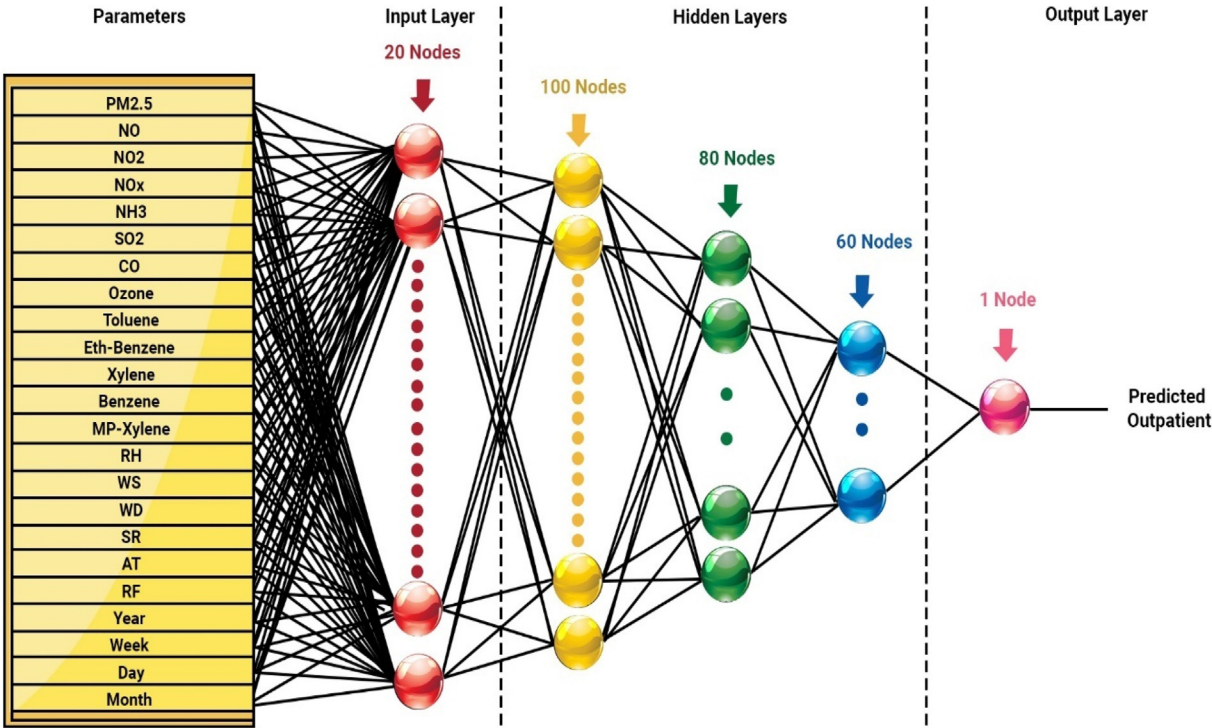 Parameters
Input Layer
Hidden Layers
Output Layer
20 Nodes
100 Nodes
80 Nodes
60 Nodes
1 Node
PM2.5
NO
NO2
NOx
NH3
SO2
CO
Ozone
Toluene
Eth-Benzene
Xylene
Benzene
MP-Xylene
RH
WS
WD
SR
AT
RF
Year
Week
Day
Month
Predicted
Outpatient